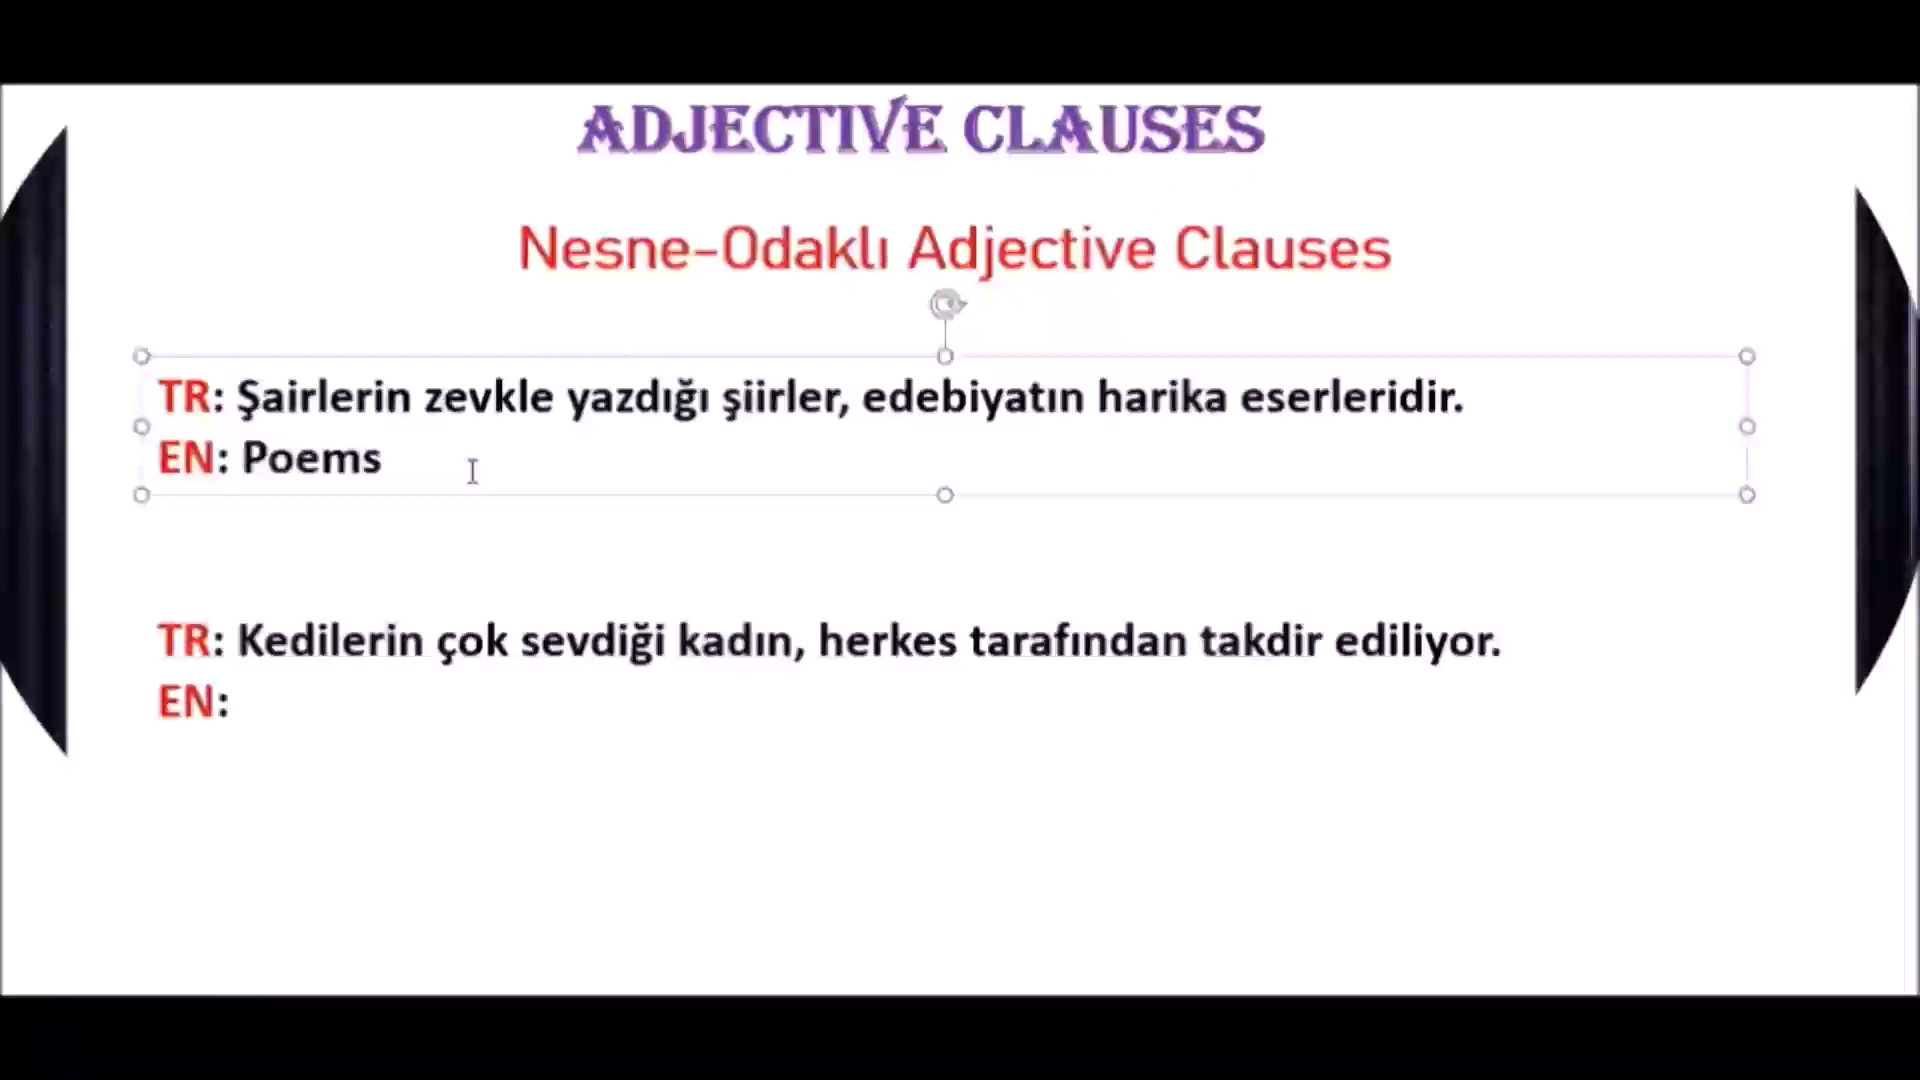 ADJECTIVE CLAUSES
Nesne-Odaklı Adjective Clauses
TR: Şairlerin zevkle yazdığı şiirler, edebiyatın harika eserleridir.
EN: Poems
TR: Kedilerin çok sevdiği kadın, herkes tarafından takdir ediliyor.
EN: